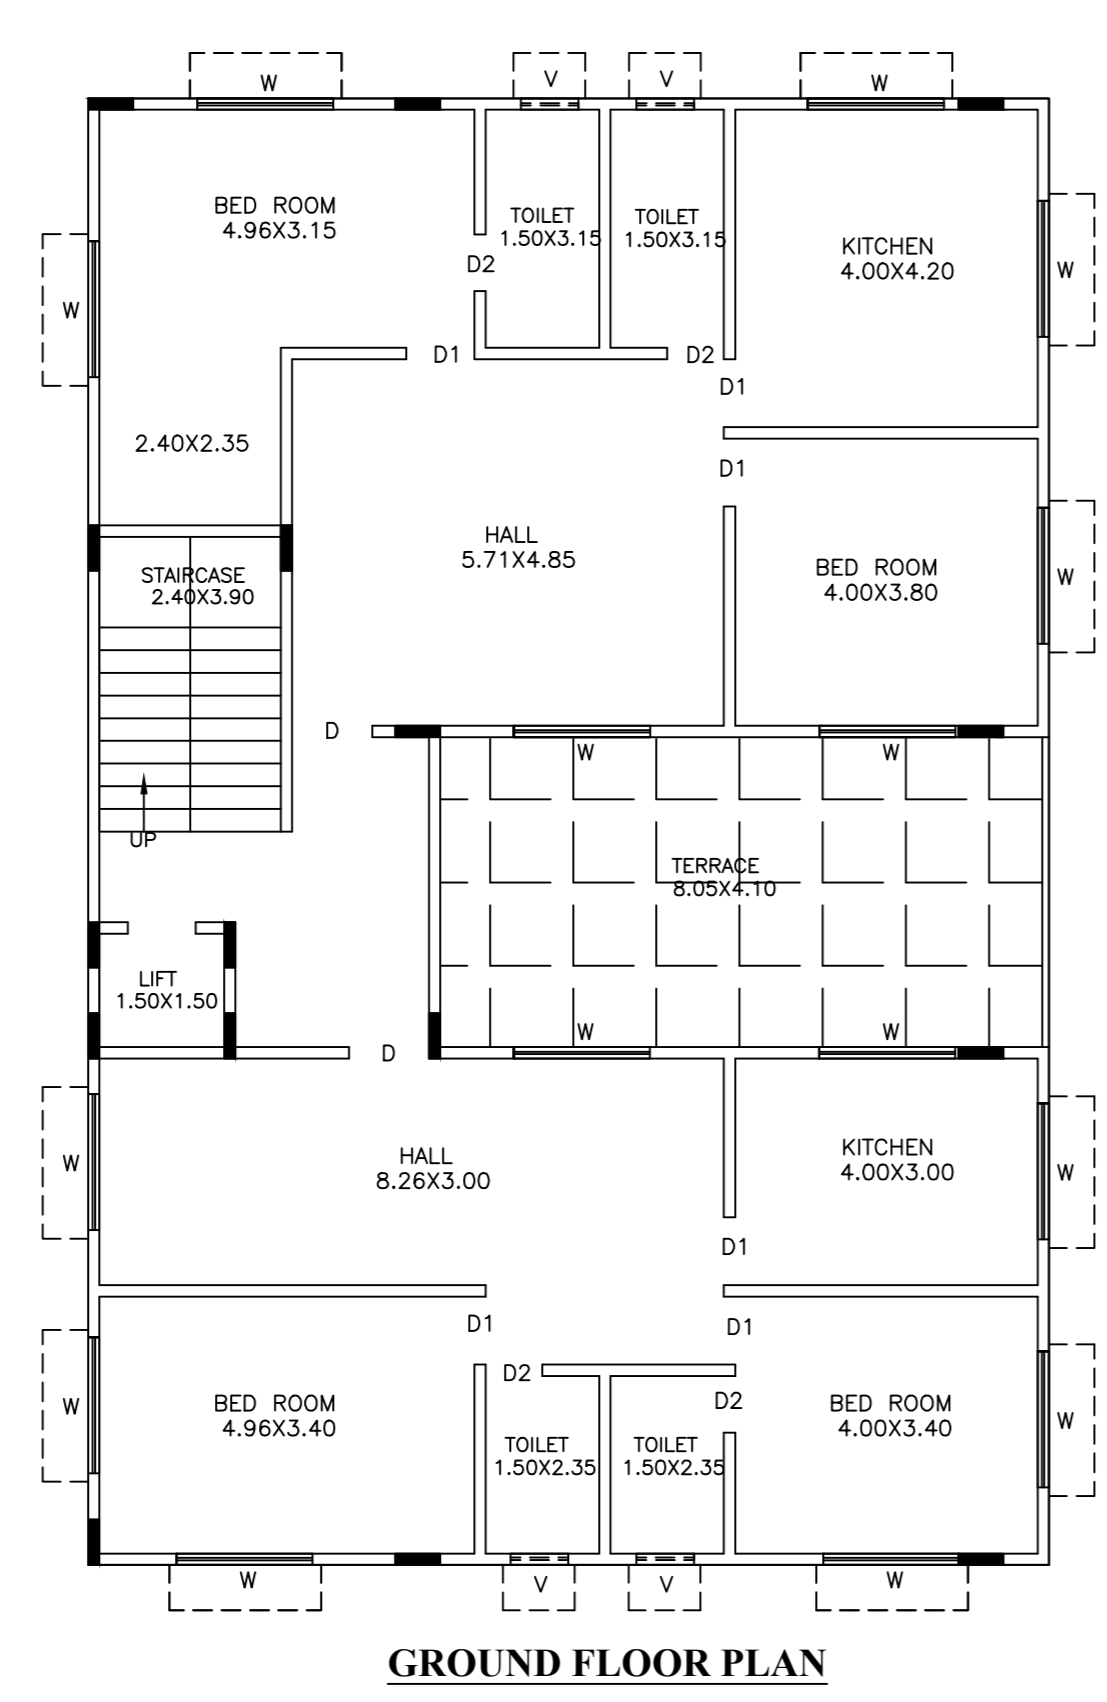 W
V
V
W
BED ROOM
4.96X3.15
TOILET
1.50X3.15
TOILET
1.50X3.15
KITCHEN
4.00X4.20
W
W
D2
D1
D2
D1
2.40X2.35
D1
HALL
5.71X4.85
BED ROOM
4.00X3.80
W
STAIRCASE
2.40X3.90
D
W
W
UP
TERRACE
8.05X4.10
LIFT
1.50X1.50
W
W
D
HALL
8.26X3.00
KITCHEN
4.00X3.00
W
W
D1
D1
D1
D2
D2
BED ROOM
4.96X3.40
BED ROOM
4.00X3.40
W
W
TOILET
1.50X2.35
TOILET
1.50X2.35
W
V
V
W
GROUND FLOOR PLAN